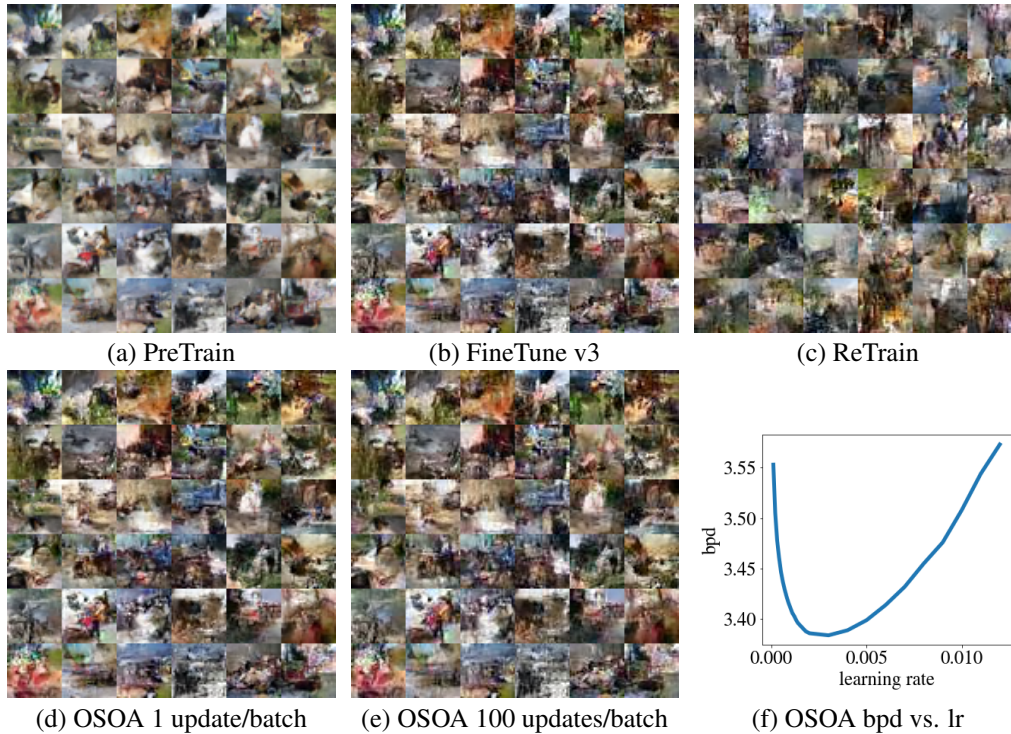 (a) PreTrain
(b) FineTune v3
(c) ReTrain
3.55
3.50
3.45
3.40
bpd
0.000
0.005
0.010
learning rate
(d) OSOA 1 update/batch
(e) OSOA 100 updates/batch
(f) OSOA bpd vs. lr